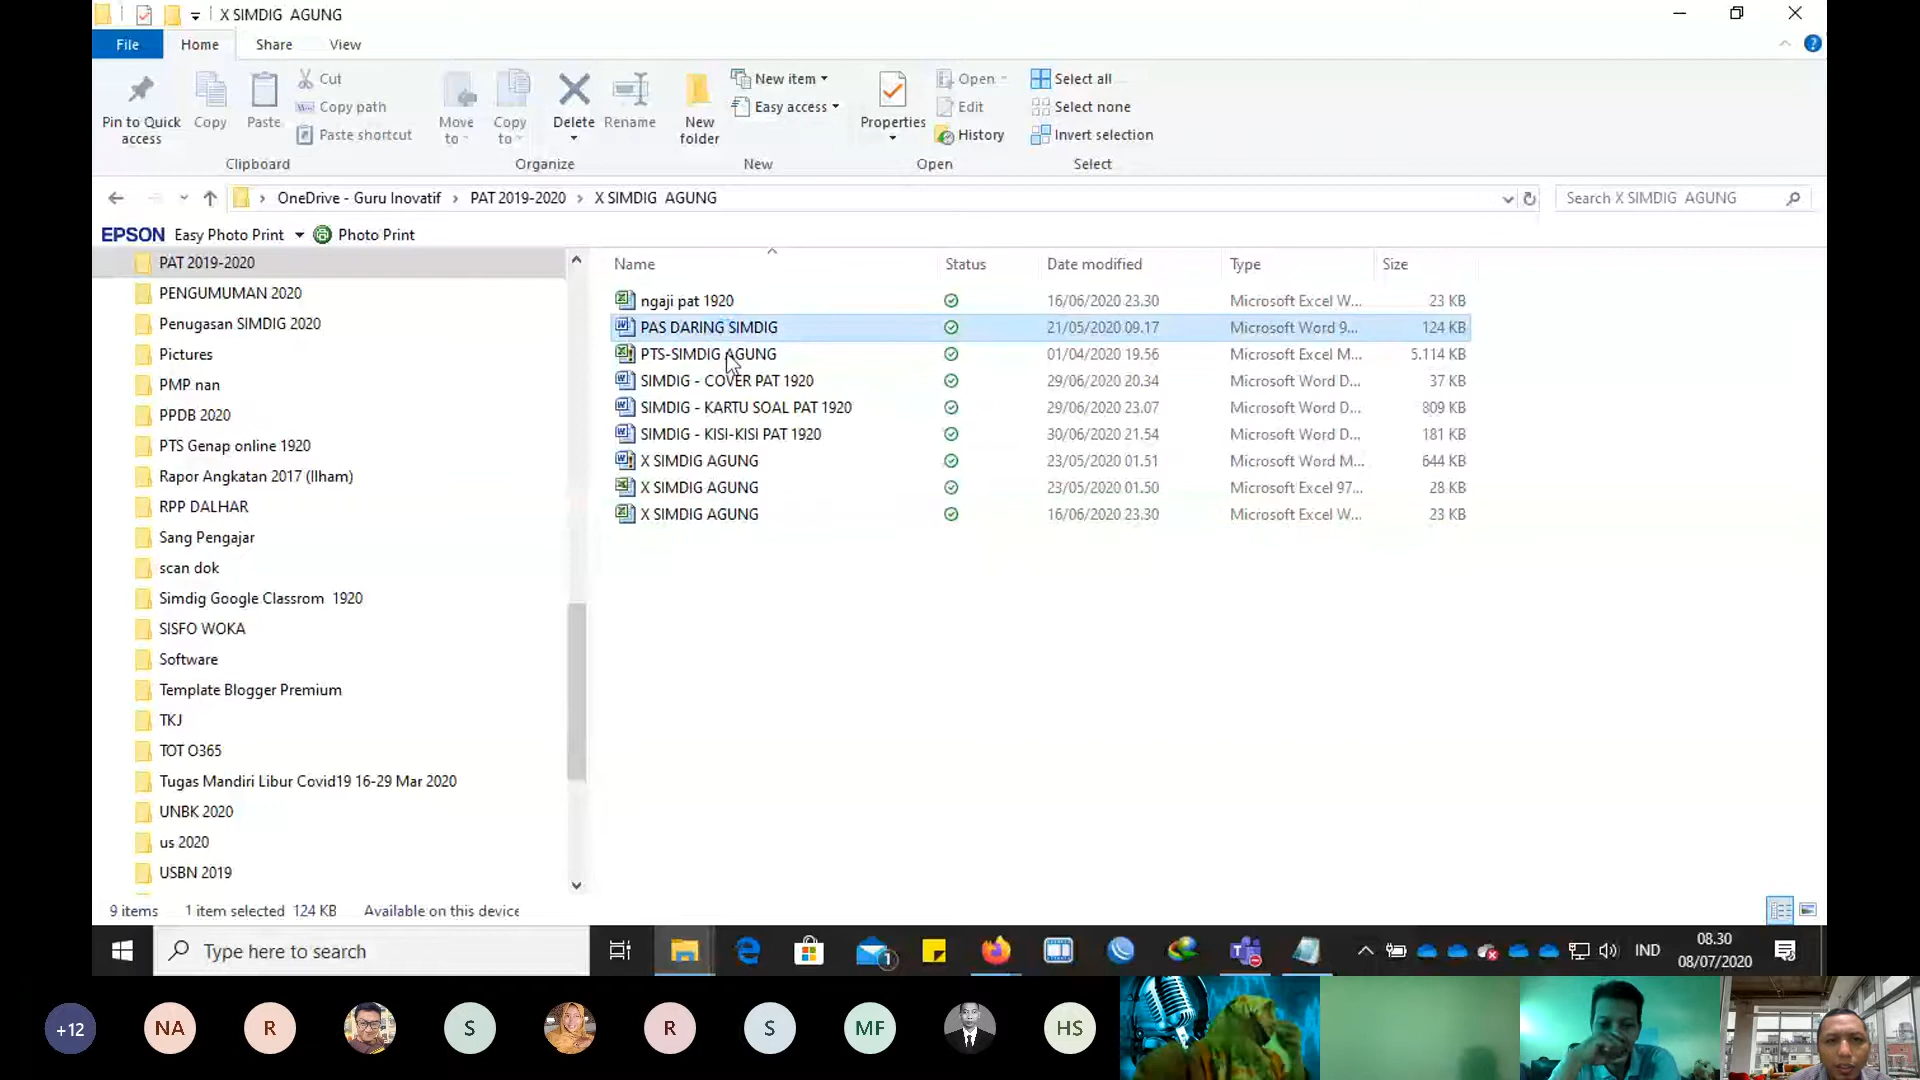 X SIMDIG  AGUNG
File Home Share View
Pin to Quick access
Copy
Paste
Cut
Copy path
Paste shortcut
Clipboard
Move to
Copy to
Delete
Rename
Organize
New folder
New item
Easy access
New
Properties
Open
Edit
History
Open
Select all
Select none
Invert selection
Select
OneDrive - Guru Inovatif > PAT 2019-2020 > X SIMDIG  AGUNG
Search X SIMDIG  AGUNG
EPSON Easy Photo Print Photo Print
PAT 2019-2020
PENGUMUMAN 2020
Penugasan SIMDIG 2020
Pictures
PMP nan
PPDB 2020
PTS Genap online 1920
Rapor Angkatan 2017 (Ilham)
RPP DALHAR
Sang Pengajar
scan dok
Simdig Google Classrom  1920
SISFO WOKA
Software
Template Blogger Premium
TKJ
TOT O365
Tugas Mandiri Libur Covid19 16-29 Mar 2020
UNBK 2020
us 2020
USBN 2019
Name Status Date modified Type Size
ngaji pat 1920 16/06/2020 23.30 Microsoft Excel W... 23 KB
PAS DARING SIMDIG 21/05/2020 09.17 Microsoft Word 9... 124 KB
PTS-SIMDIG AGUNG 01/04/2020 19.56 Microsoft Excel M... 5.114 KB
SIMDIG - COVER PAT 1920 29/06/2020 20.34 Microsoft Word D... 37 KB
SIMDIG - KARTU SOAL PAT 1920 29/06/2020 23.07 Microsoft Word D... 809 KB
SIMDIG - KISI-KISI PAT 1920 30/06/2020 21.54 Microsoft Word D... 181 KB
X SIMDIG AGUNG 23/05/2020 01.51 Microsoft Word M... 644 KB
X SIMDIG AGUNG 23/05/2020 01.50 Microsoft Excel 97... 28 KB
X SIMDIG AGUNG 16/06/2020 23.30 Microsoft Excel W... 23 KB
9 items 1 item selected 124 KB Available on this device
Type here to search
1
IND
08.30
08/07/2020
+12 NA R S R S MF HS